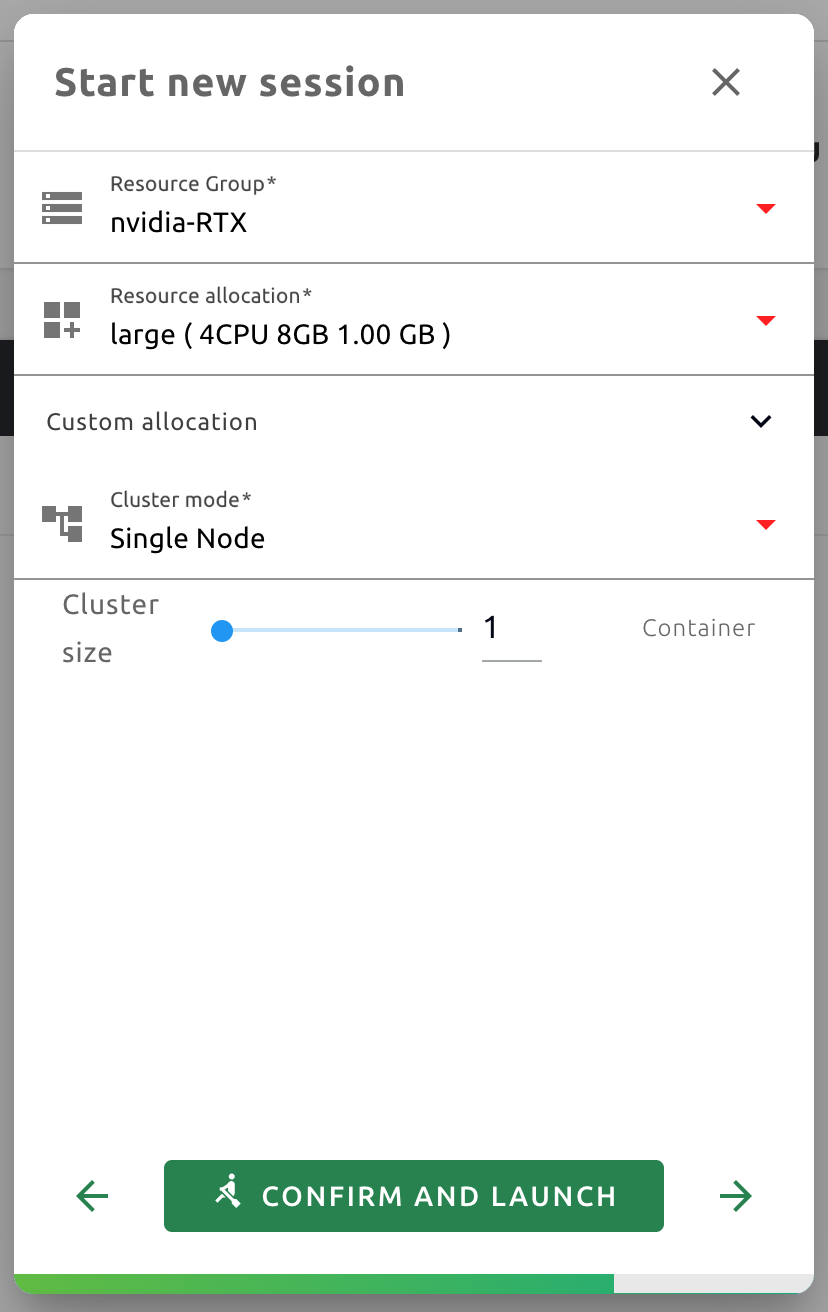 Start new session
Resource Group*
nvidia-RTX
Resource allocation*
large ( 4CPU 8GB 1.00 GB )
Custom allocation
Cluster mode*
Single Node
Cluster
size
1
Container
CONFIRM AND LAUNCH